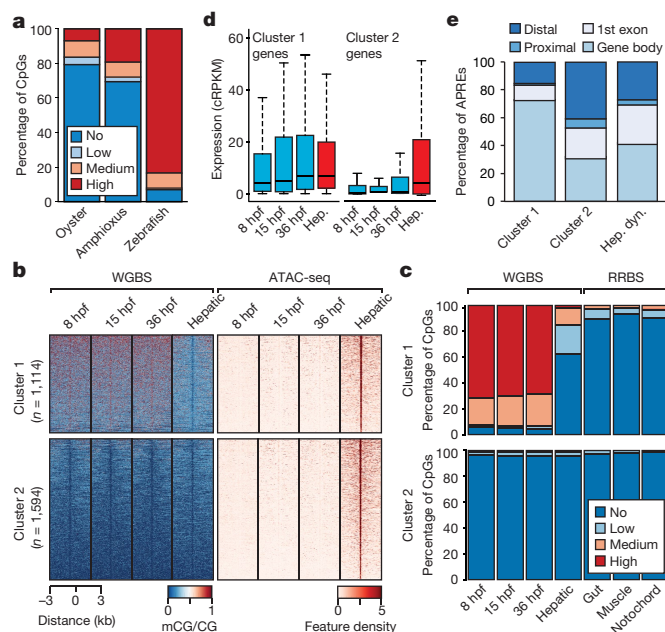 a
Percentage of CpGs
100
80
60
40
20
0
No
Low
Medium
High
Oyster
Amphioxus
Zebrafish
d
Cluster 1 genes
Cluster 2 genes
Expression (cRPKM)
60
40
20
0
8 hpf
15 hpf
36 hpf
Hep.
8 hpf
15 hpf
36 hpf
Hep.
e
Distal
1st exon
Proximal
Gene body
Percentage of APREs
100
80
60
40
20
0
Cluster 1
Cluster 2
Hep. dyn.
b
WGBS
ATAC-seq
8 hpf
15 hpf
36 hpf
Hepatic
8 hpf
15 hpf
36 hpf
Hepatic
Cluster 1
(n = 1,114)
Cluster 2
(n = 1,594)
–3 0 3
Distance (kb)
0 1
mCG/CG
0 5
Feature density
c
WGBS
RRBS
Cluster 1
Percentage of CpGs
100
80
60
40
20
0
Cluster 2
Percentage of CpGs
100
80
60
40
20
0
No
Low
Medium
High
8 hpf
15 hpf
36 hpf
Hepatic
Gut
Muscle
Notochord